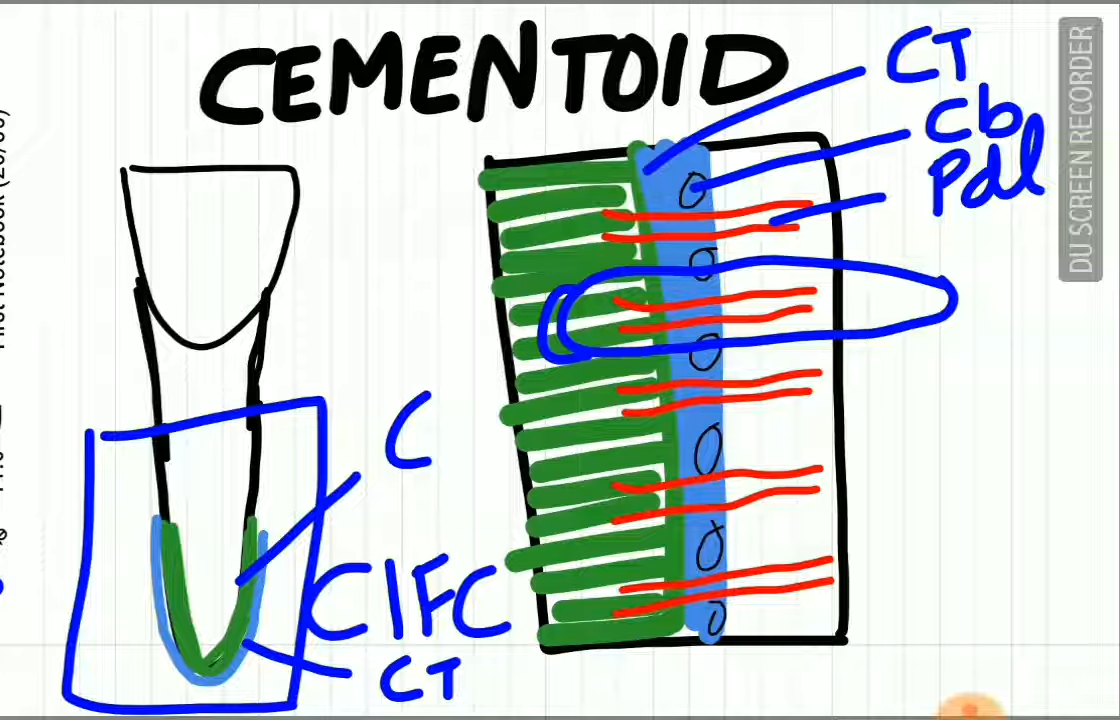 CEMENTOID
CT
Cb
Pdl
C
CIFC
CT
DU SCREEN RECORDER